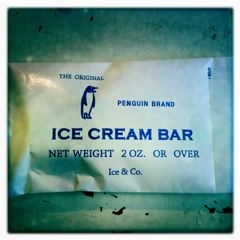 THE ORIGINAL
PENGUIN BRAND
ICE CREAM BAR
NET WEIGHT 2 OZ. OR OVER
Ice & Co.